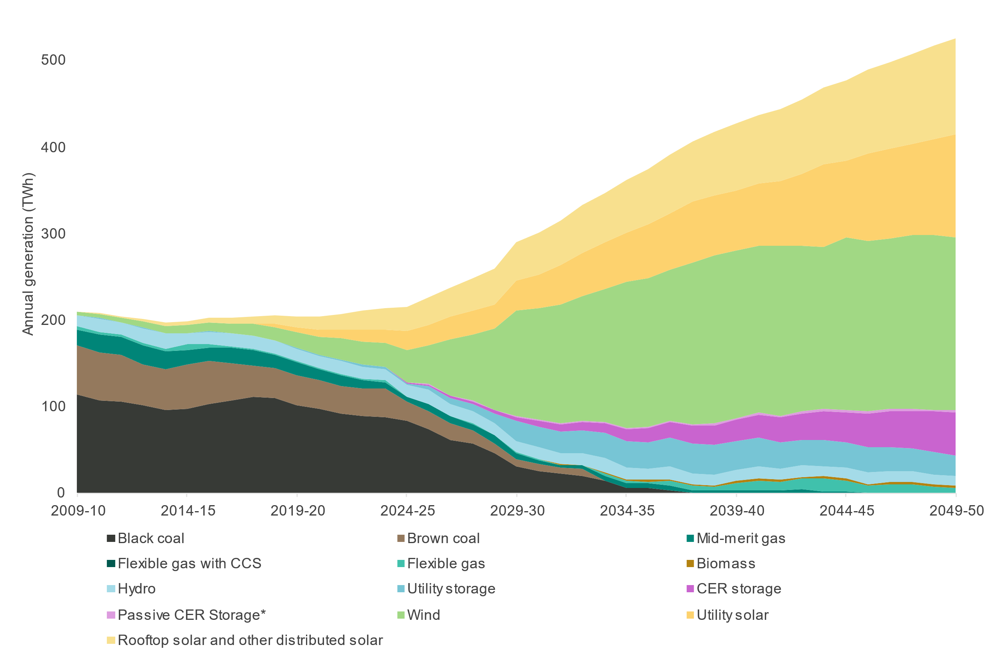 500
400
300
200
100
0
Annual generation (TWh)
2009-10 2014-15 2019-20 2024-25 2029-30 2034-35 2039-40 2044-45 2049-50
Black coal Brown coal Mid-merit gas
Flexible gas with CCS Flexible gas Biomass
Hydro Utility storage CER storage
Passive CER Storage* Wind Utility solar
Rooftop solar and other distributed solar